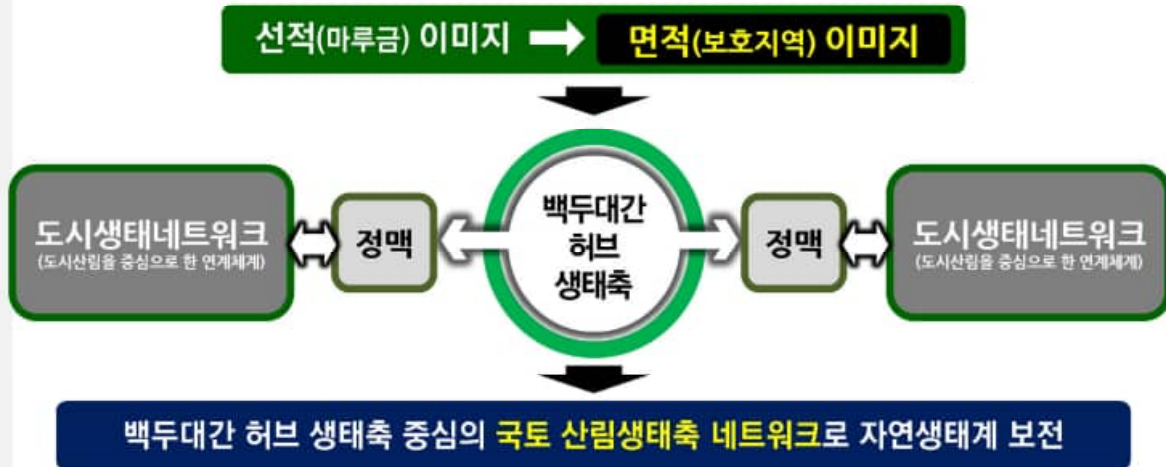 선적(마루금) 이미지 면적(보호지역) 이미지
백두대간
허브
생태축
도시생태네트워크
(도시산림을 중심으로 한 연계체계)
정맥
정맥
도시생태네트워크
(도시산림을 중심으로 한 연계체계)
백두대간 허브 생태축 중심의 국토 산림생태축 네트워크로 자연생태계 보전